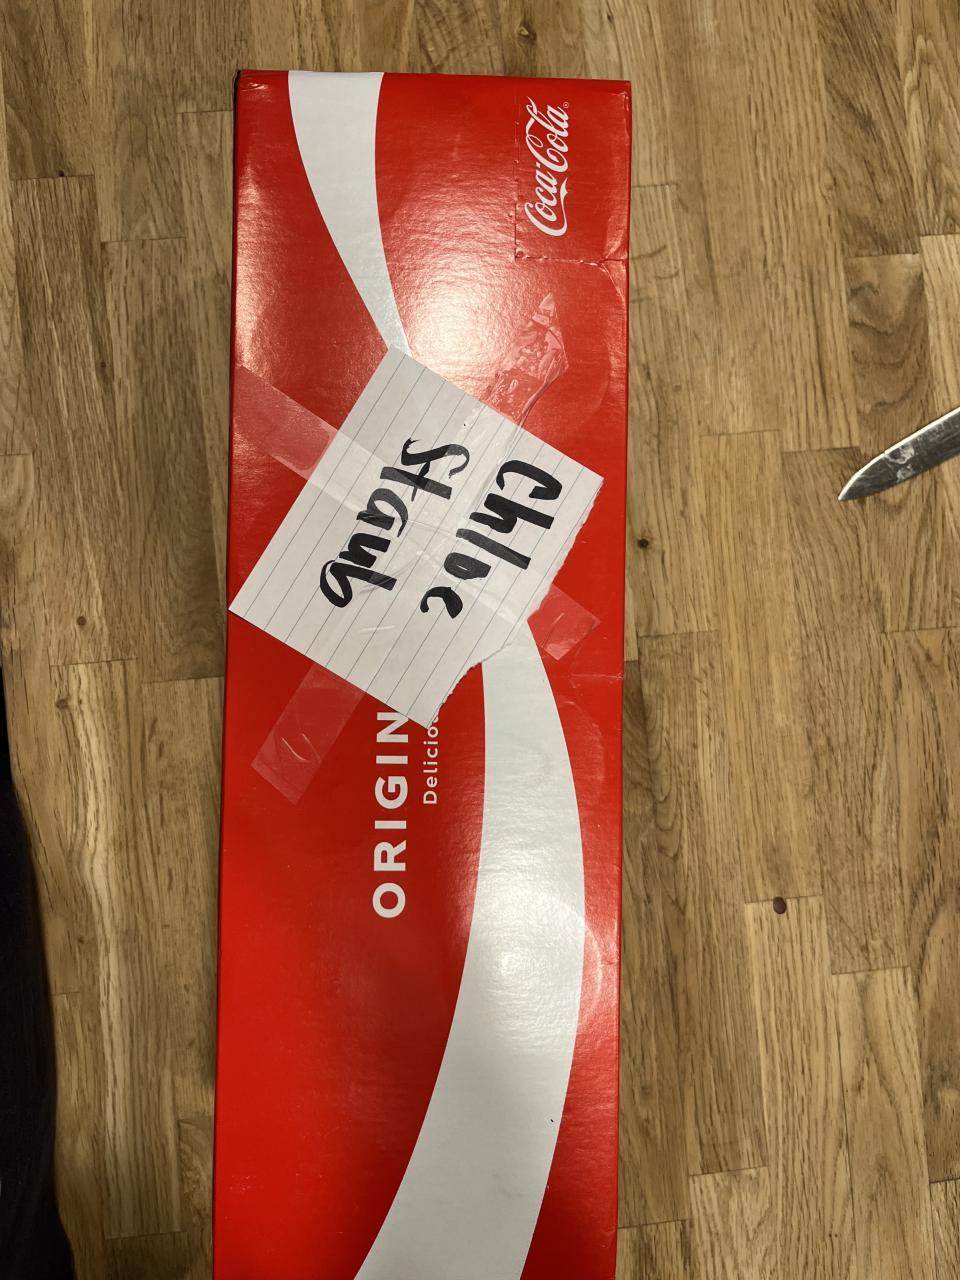 Coca-Cola®
Chloe
Staub
ORIGIN
Delicio